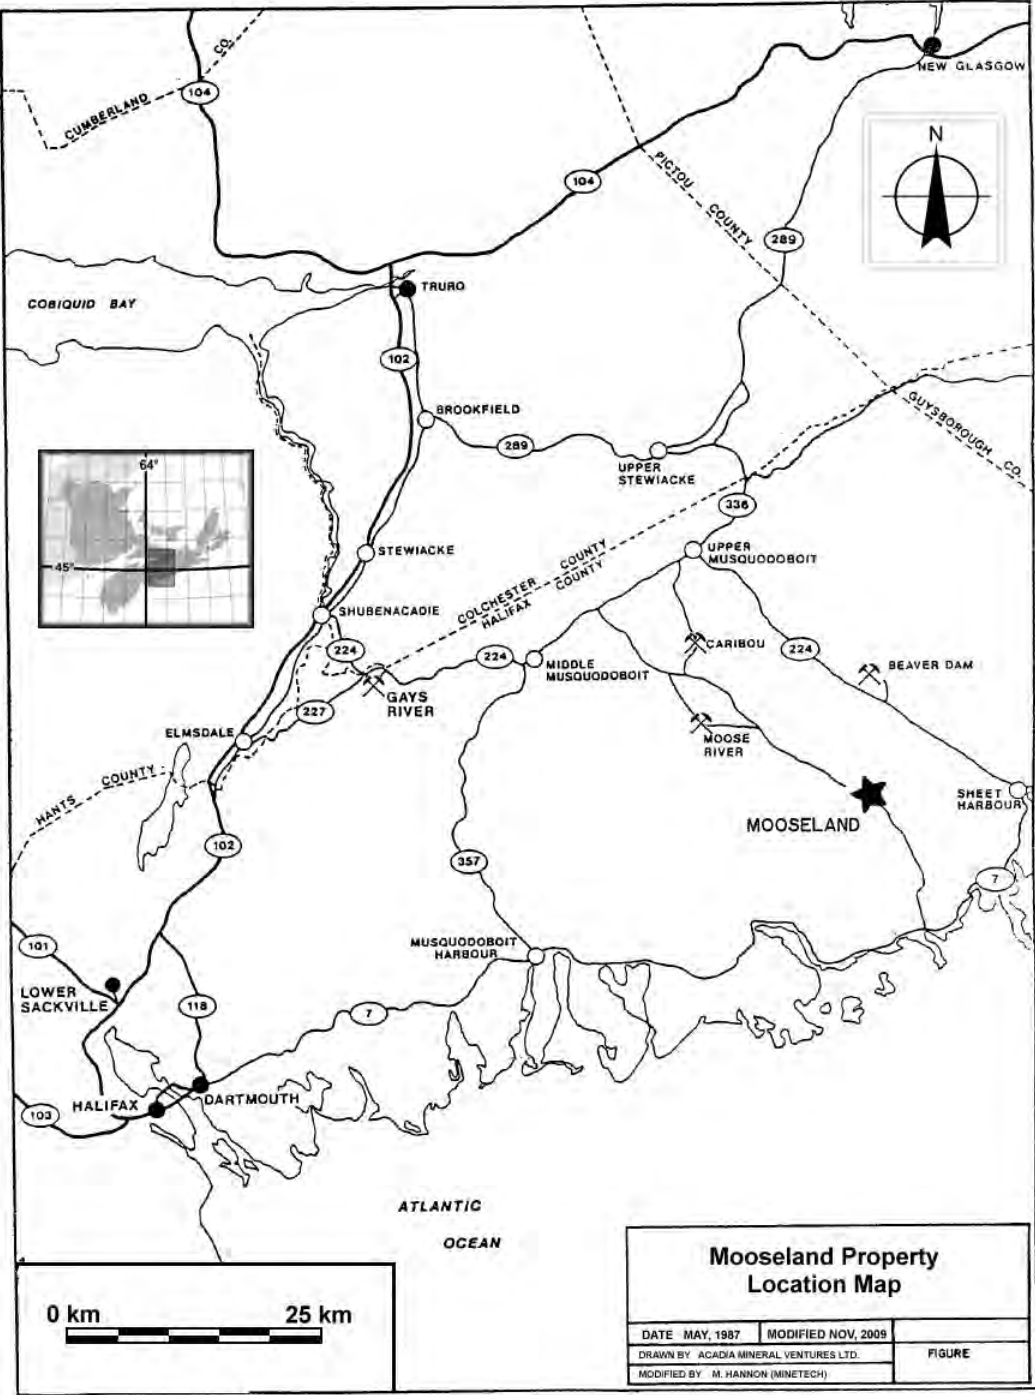 CO.
CUMBERLAND
104
NEW GLASGOW
N
104
PICTOU
COUNTY
289
TRURO
COBIQUID BAY
102
BROOKFIELD
289
UPPER
STEWIACKE
GUYSBOROUGH CO.
64°
45°
336
STEWIACKE
UPPER
MUSQUODOBOIT
COLCHESTER COUNTY
HALIFAX COUNTY
SHUBENACADIE
224
224
MIDDLE
MUSQUODOBOIT
CARIBOU
224
BEAVER DAM
GAYS
RIVER
227
ELMSDALE
MOOSE
RIVER
HANTS COUNTY
SHEET
HARBOUR
MOOSELAND
102
357
7
101
MUSQUODOBOIT
HARBOUR
LOWER
SACKVILLE
118
7
HALIFAX
DARTMOUTH
103
ATLANTIC
OCEAN
0 km 25 km
Mooseland Property
Location Map
DATE MAY, 1987 MODIFIED NOV, 2009
DRAWN BY ACADIA MINERAL VENTURES LTD.
FIGURE
MODIFIED BY M. HANNON (MINETECH)